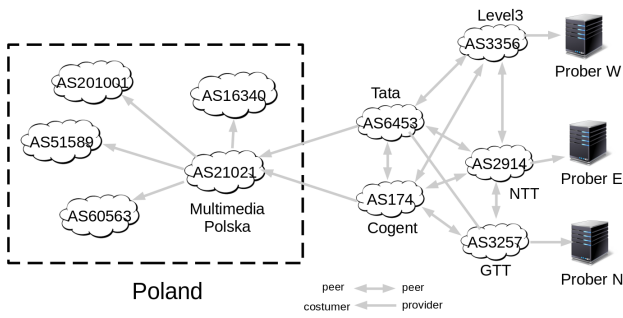 Level3
AS3356
Prober W
AS201001
AS16340
Tata
AS6453
AS51589
AS21021
AS2914
NTT
Prober E
AS60563
Multimedia
Polska
AS174
Cogent
AS3257
GTT
Prober N
Poland
peer
peer
costumer
provider